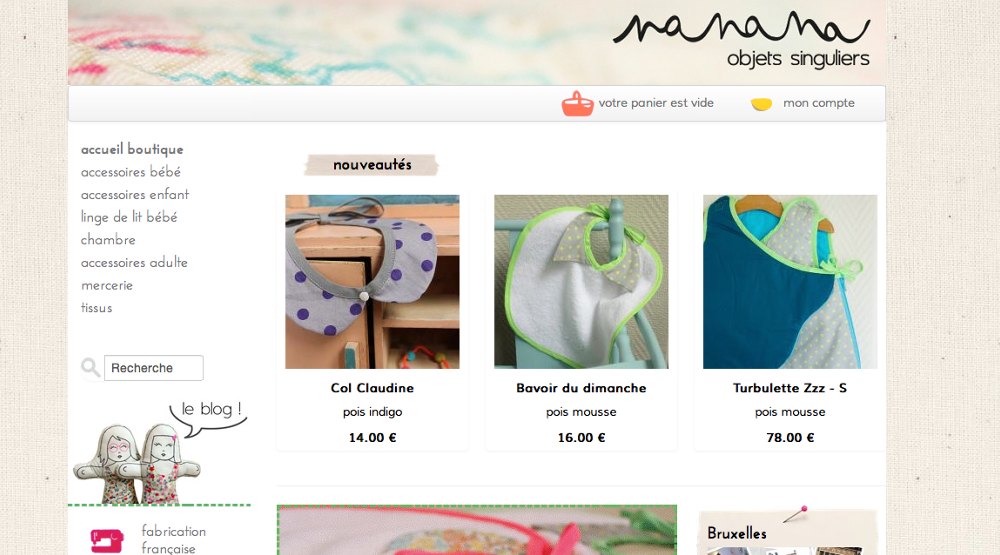 nanana
objets singuliers
votre panier est vide
mon compte
accueil boutique
accessoires bébé
accessoires enfant
linge de lit bébé
chambre
accessoires adulte
mercerie
tissus
Recherche
le blog !
fabrication
française
nouveautés
Col Claudine
pois indigo
14.00 €
Bavoir du dimanche
pois mousse
16.00 €
Turbulette Zzz - S
pois mousse
78.00 €
Bruxelles